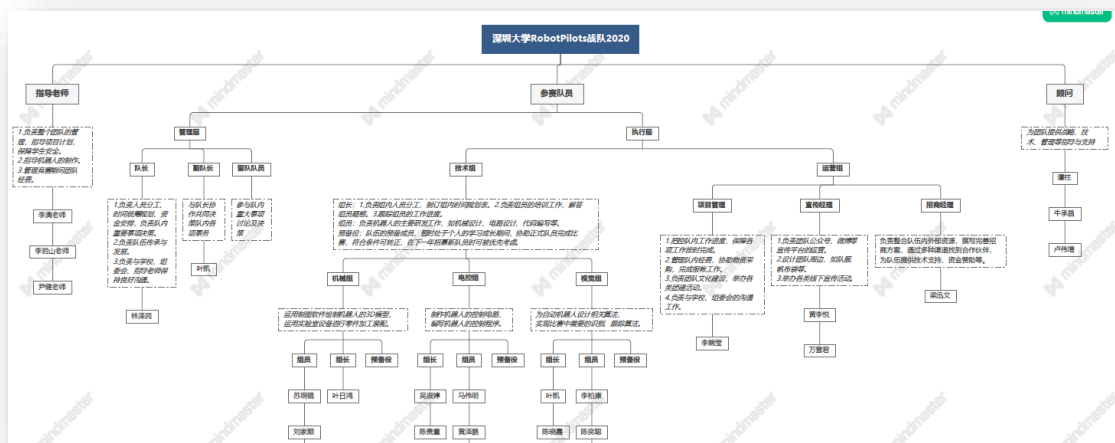 mindmaster
深圳大学RobotPilots战队2020
指导老师
参赛队员
顾问
1.负责整个团队的管
理，指导项目计划，
保障学生安全。
2.指导机器人的制作。
3.管理竞赛期间团队
经费。
李满老师
李岩山老师
尹健老师
管理层
执行层
队长
副队长
留队队员
1.负责人员分工、
时间统筹规划、资
金支排、负责队内
重要事项决策。
2.负责队伍传承与
发展。
3.负责与学校、组
委会、指导老师保
持良好沟通。
林泽润
与队长协
作共同决
策队内各
项事务
叶凯
参与队内
重大事项
讨论及决
策
技术组
运营组
组长：1.负责组内人员分工，制订组内时间规划表。2.负责组员的培训工作，解答
组员疑惑。3.跟踪组员的工作进度。
组员：负责机器人的主要研发工作，如机械设计、电路设计、代码编写等。
预备役：队伍的预备成员，暂时处于个人的学习成长期间，协助正式队员完成比
赛，符合条件可转正，在下一年招募新队员时可被优先考虑。
机械组
电控组
视觉组
运用制图软件绘制机器人的3D模型，
运用实验室设备进行零件加工装配。
制作机器人的控制电路，
编写机器人的控制程序。
为自动机器人设计相关算法，
实现比赛中需要的识别、跟踪算法。
组员
组长
预备役
组长
组员
预备役
组长
组员
预备役
叶日鸿
吴淑婷
马伟明
叶凯
李柏康
刘家顺
陈贵童
黄泽鹏
陈晓嘉
陈奕聪
项目管理
宣传经理
招商经理
1.把控队内工作进度，保障各
项工作按时完成。
2.管理队内经费，协助物资采
购，完成报帐工作。
3.负责团队文化建设，举办各
类团建活动。
4.负责与学校、组委会的沟通
工作。
李婉莹
1.负责团队公众号、微博等
宣传平台的运营。
2.设计团队周边，如队服、
帆布袋等。
3.举办各类线下宣传活动。
黄李悦
万雪君
负责整合队伍内外部资源，撰写完善招
商方案，通过多种渠道找到合作伙伴，
为队伍提供技术支持、资金赞助等。
梁迅文
为团队提供战略、技
术、管理等指导与支持
谭柱
牛承昌
卢伟增